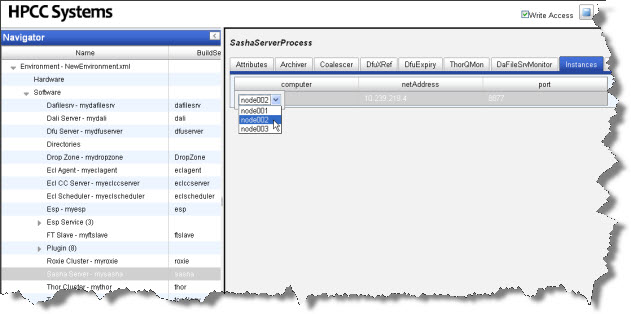 HPCC Systems
Write Access
Navigator
Name BuildSe
Environment - NewEnvironment.xml
Hardware
Software
Dafilesrv - mydafilesrv dafilesrv
Dali Server - mydali dali
Dfu Server - mydfuserver dfuserver
Directories
Drop Zone - mydropzone DropZone
Ecl Agent - myeclagent eclagent
Ecl CC Server - myeclccserver eclccserver
Ecl Scheduler - myeclscheduler eclscheduler
Esp - myesp esp
Esp Service (3)
FT Slave - myftslave ftslave
Plugin (8)
Roxie Cluster - myroxie roxie
Sasha Server - mysasha sasha
Thor Cluster - mythor thor
SashaServerProcess
Attributes Archiver Coalescer DfuXRef DfuExpiry ThorQMon DaFileSrvMonitor Instances
computer netAddress port
node002 10.239.219.4 8877
node001
node002
node003